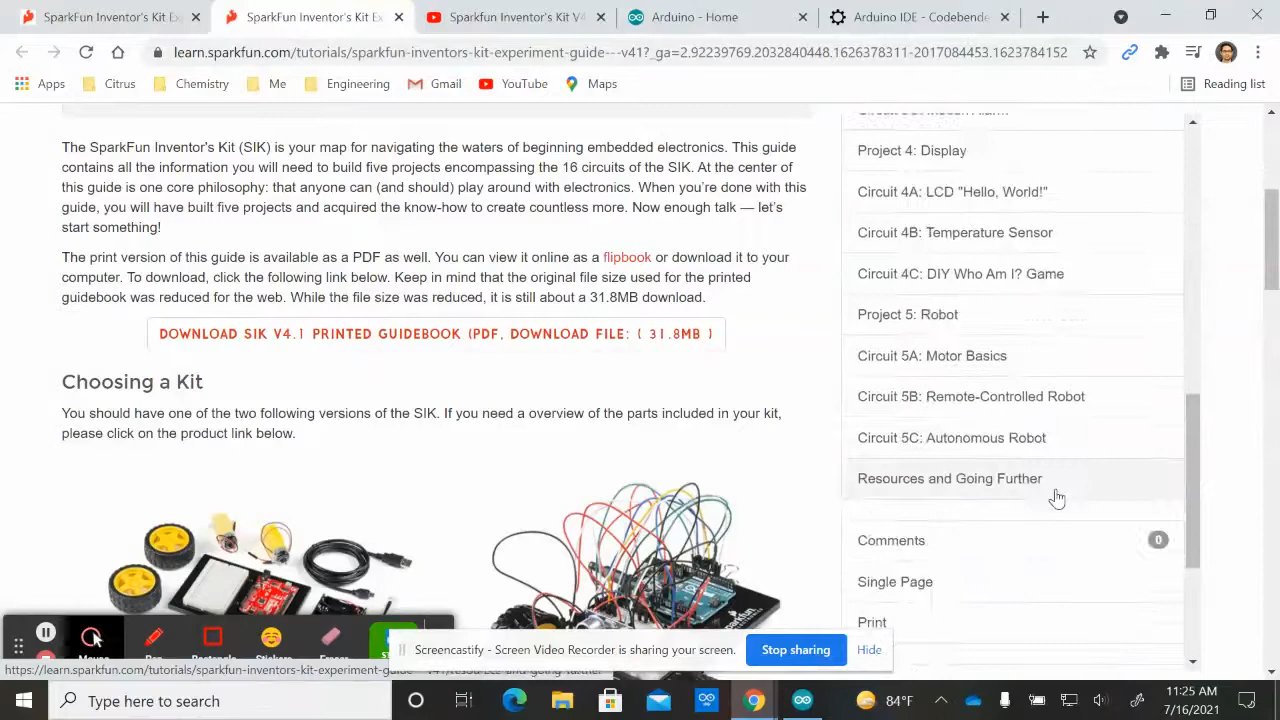 SparkFun Inventor's Kit Ex
SparkFun Inventor's Kit Ex
SparkFun Inventor's Kit V4
Arduino - Home
Arduino IDE - Codebende
learn.sparkfun.com/tutorials/sparkfun-inventors-kit-experiment-guide---v41?_ga=2.92239769.2032840448.1626378311-2017084453.1623784152
Apps
Citrus
Chemistry
Me
Engineering
Gmail
YouTube
Maps
Reading list
The SparkFun Inventor's Kit (SIK) is your map for navigating the waters of beginning embedded electronics. This guide
contains all the information you will need to build five projects encompassing the 16 circuits of the SIK. At the center of
this guide is one core philosophy: that anyone can (and should) play around with electronics. When you're done with this
guide, you will have built five projects and acquired the know-how to create countless more. Now enough talk — let's
start something!
The print version of this guide is available as a PDF as well. You can view it online as a flipbook or download it to your
computer. To download, click the following link below. Keep in mind that the original file size used for the printed
guidebook was reduced for the web. While the file size was reduced, it is still about a 31.8MB download.
DOWNLOAD SIK V4.1 PRINTED GUIDEBOOK (PDF, DOWNLOAD FILE: ( 31.8MB )
Choosing a Kit
You should have one of the two following versions of the SIK. If you need a overview of the parts included in your kit,
please click on the product link below.
Project 4: Display
Circuit 4A: LCD "Hello, World!"
Circuit 4B: Temperature Sensor
Circuit 4C: DIY Who Am I? Game
Project 5: Robot
Circuit 5A: Motor Basics
Circuit 5B: Remote-Controlled Robot
Circuit 5C: Autonomous Robot
Resources and Going Further
Comments
0
Single Page
Print
Screencastify - Screen Video Recorder is sharing your screen.
Stop sharing
Hide
Type here to search
84°F
11:25 AM
7/16/2021